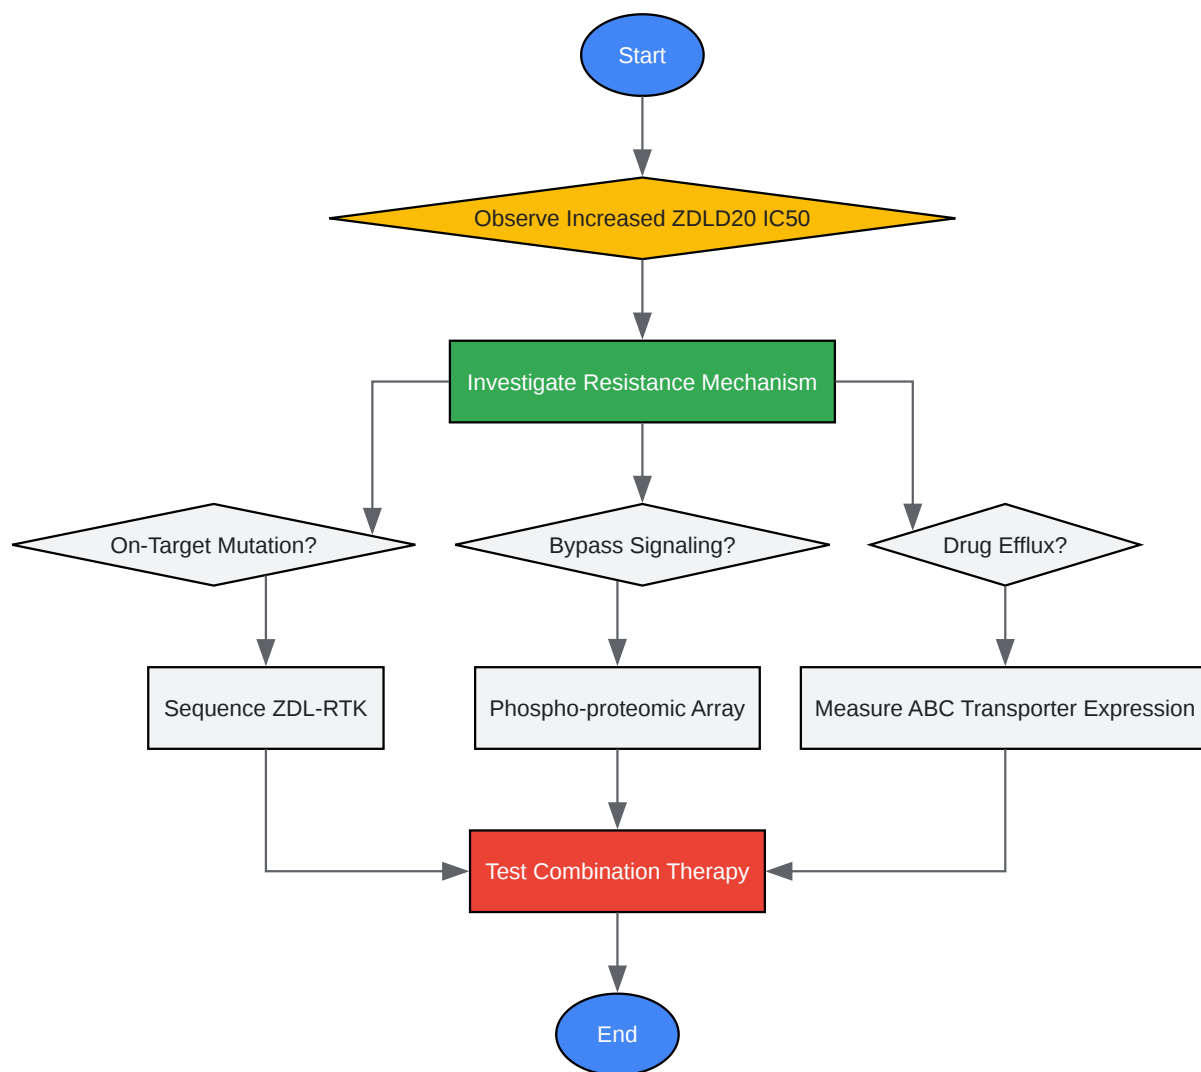 Start
Observe Increased ZDLD20 IC50
Investigate Resistance Mechanism
On-Target Mutation?
Bypass Signaling?
Drug Efflux?
Sequence ZDL-RTK
Phospho-proteomic Array
Measure ABC Transporter Expression
Test Combination Therapy
End